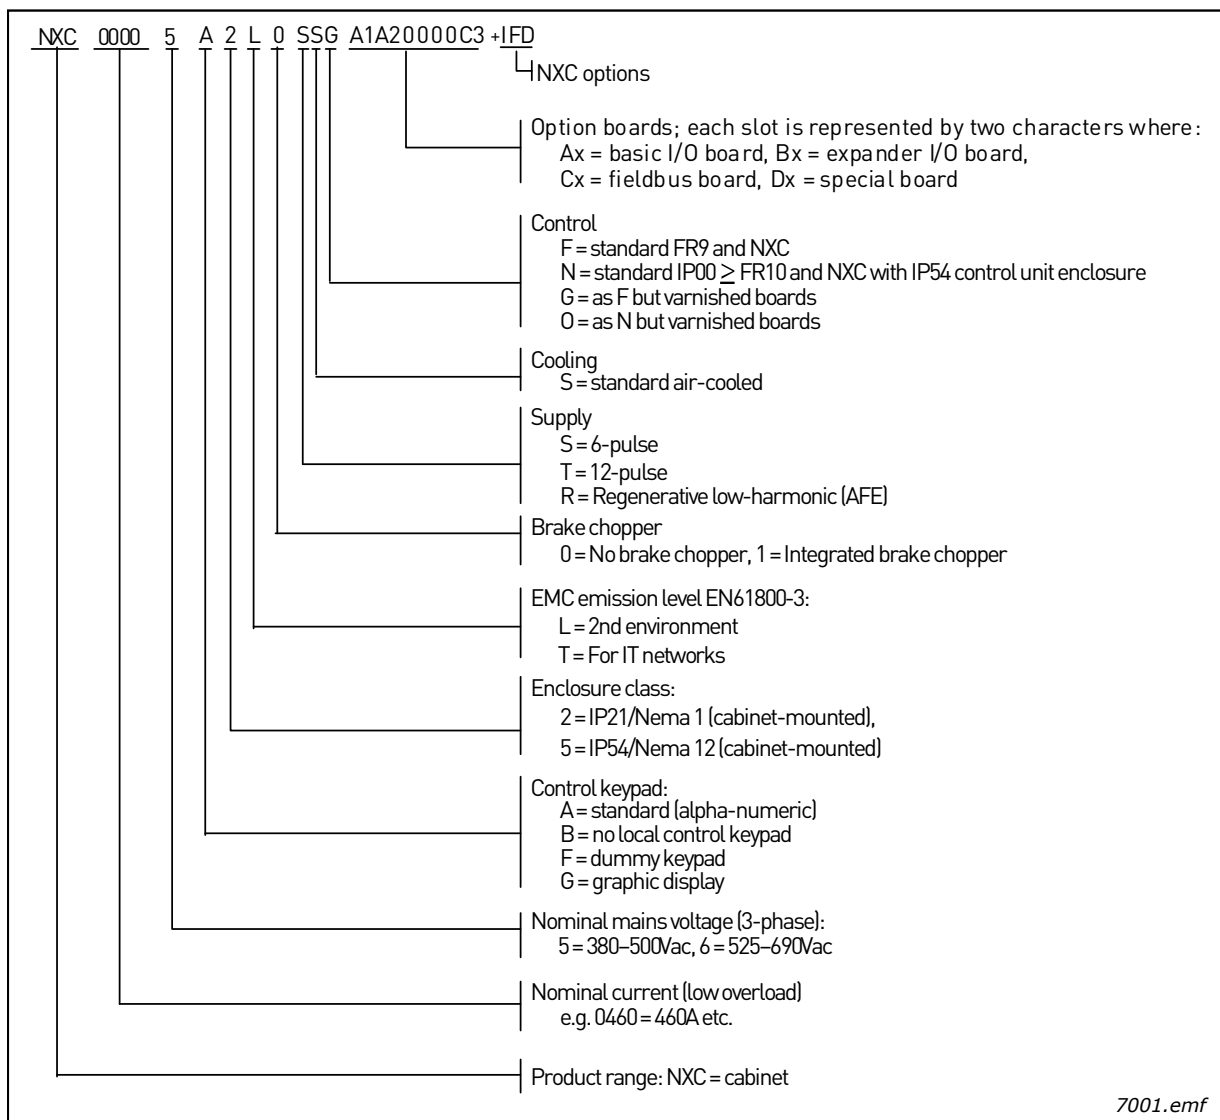 NXC 0000 5 A 2 L 0 SSG A1A20000C3 +IFD
NXC options
Option boards; each slot is represented by two characters where:
Ax = basic I/O board, Bx = expander I/O board,
Cx = fieldbus board, Dx = special board
Control
F = standard FR9 and NXC
N = standard IP00 ≥ FR10 and NXC with IP54 control unit enclosure
G = as F but varnished boards
O = as N but varnished boards
Cooling
S = standard air-cooled
Supply
S = 6-pulse
T = 12-pulse
R = Regenerative low-harmonic (AFE)
Brake chopper
0 = No brake chopper, 1 = Integrated brake chopper
EMC emission level EN61800-3:
L = 2nd environment
T = For IT networks
Enclosure class:
2 = IP21/Nema 1 (cabinet-mounted),
5 = IP54/Nema 12 (cabinet-mounted)
Control keypad:
A = standard (alpha-numeric)
B = no local control keypad
F = dummy keypad
G = graphic display
Nominal mains voltage (3-phase):
5 = 380–500Vac, 6 = 525–690Vac
Nominal current (low overload)
e.g. 0460 = 460A etc.
Product range: NXC = cabinet
7001.emf